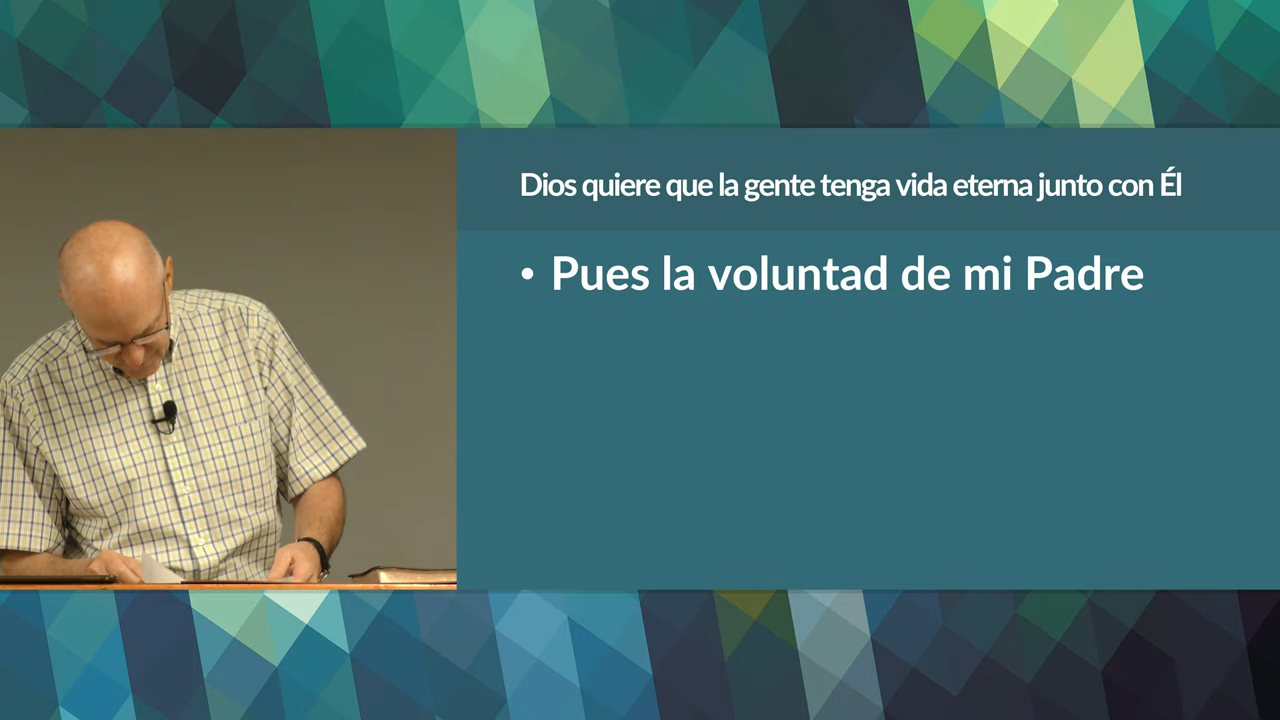 Dios quiere que la gente tenga vida eterna junto con Él
• Pues la voluntad de mi Padre